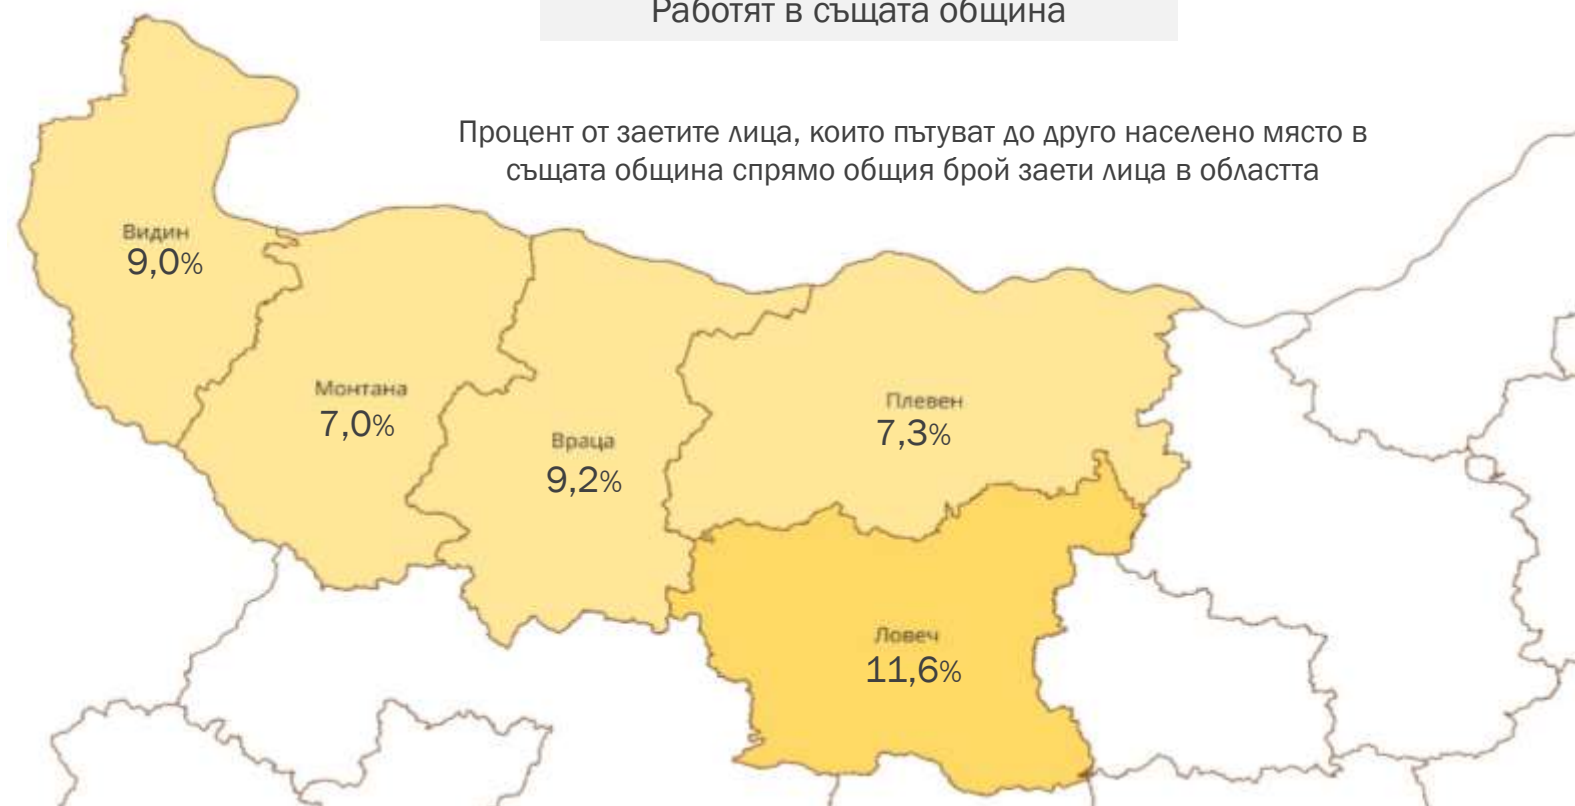 Работят в същата община
Процент от заетите лица, които пътуват до друго населено място в
същата община спрямо общия брой заети лица в областта
Видин
9,0%
Монтана
7,0%
Враца
9,2%
Плевен
7,3%
Ловеч
11,6%